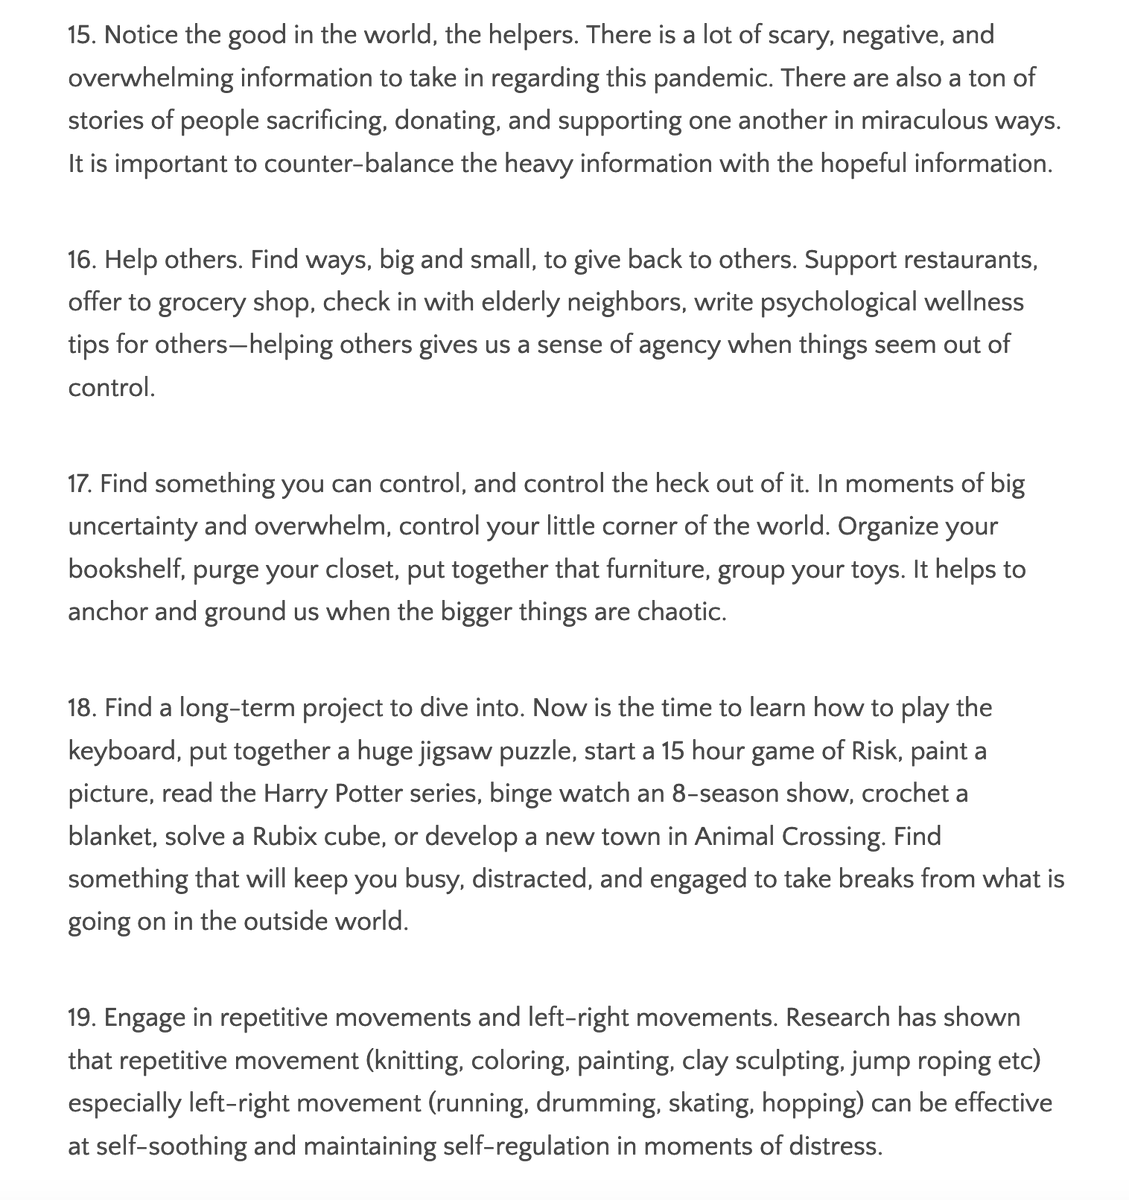 15. Notice the good in the world, the helpers. There is a lot of scary, negative, and
overwhelming information to take in regarding this pandemic. There are also a ton of
stories of people sacrificing, donating, and supporting one another in miraculous ways.
It is important to counter-balance the heavy information with the hopeful information.
16. Help others. Find ways, big and small, to give back to others. Support restaurants,
offer to grocery shop, check in with elderly neighbors, write psychological wellness
tips for others—helping others gives us a sense of agency when things seem out of
control.
17. Find something you can control, and control the heck out of it. In moments of big
uncertainty and overwhelm, control your little corner of the world. Organize your
bookshelf, purge your closet, put together that furniture, group your toys. It helps to
anchor and ground us when the bigger things are chaotic.
18. Find a long-term project to dive into. Now is the time to learn how to play the
keyboard, put together a huge jigsaw puzzle, start a 15 hour game of Risk, paint a
picture, read the Harry Potter series, binge watch an 8-season show, crochet a
blanket, solve a Rubix cube, or develop a new town in Animal Crossing. Find
something that will keep you busy, distracted, and engaged to take breaks from what is
going on in the outside world.
19. Engage in repetitive movements and left-right movements. Research has shown
that repetitive movement (knitting, coloring, painting, clay sculpting, jump roping etc)
especially left-right movement (running, drumming, skating, hopping) can be effective
at self-soothing and maintaining self-regulation in moments of distress.